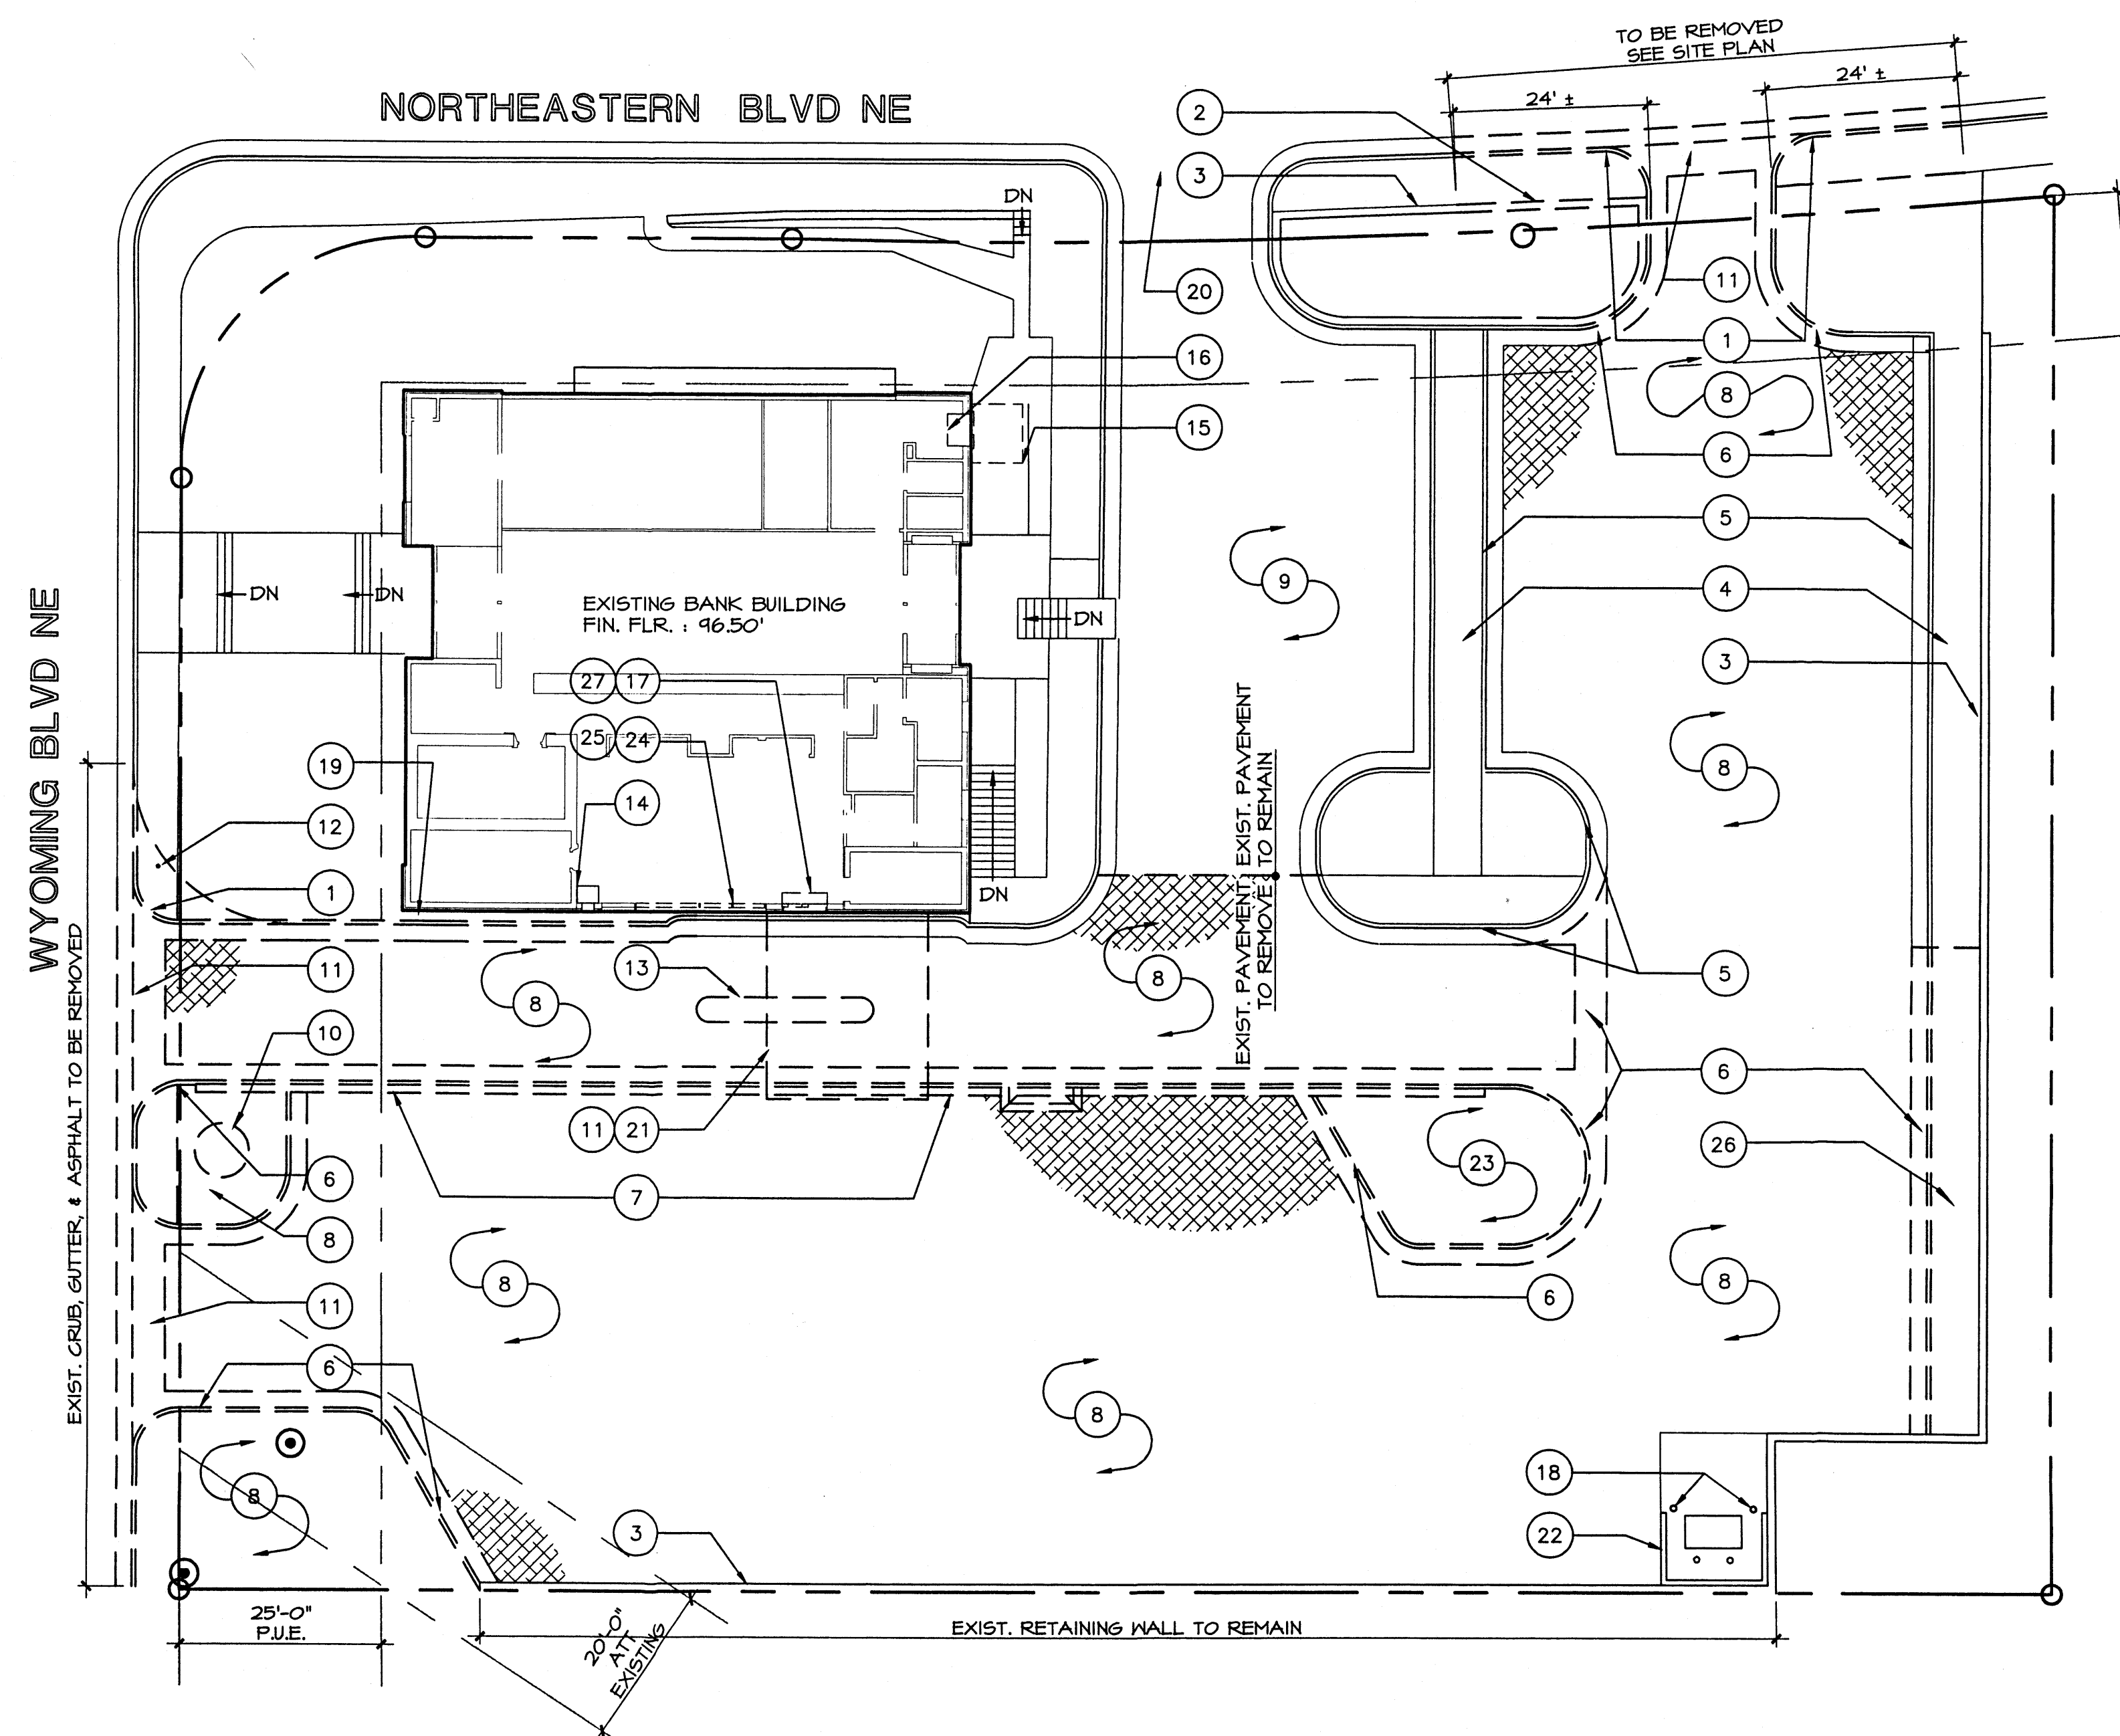 TO BE REMOVED
SEE SITE PLAN
24' ±
24' ±
NORTHEASTERN BLVD NE
2
3
DN
20
11
1
16
8
15
6
5
9
4
DN
DN
EXISTING BANK BUILDING
FIN. FLR. : 96.50'
DN
3
WYOMING BLVD NE
27 17
25 24
19
14
12
8
EXIST. PAVEMENT
TO REMAIN
1
DN
11
13
8
8
5
EXIST. PAVEMENT
TO REMOVE
10
EXIST. CRUB, GUTTER, & ASPHALT TO BE REMOVED
11 21
6
26
23
6
7
8
8
8
6
11
6
8
8
18
22
3
25'-0"
P.U.E.
20'-0"
ATT
EXISTING
EXIST. RETAINING WALL TO REMAIN